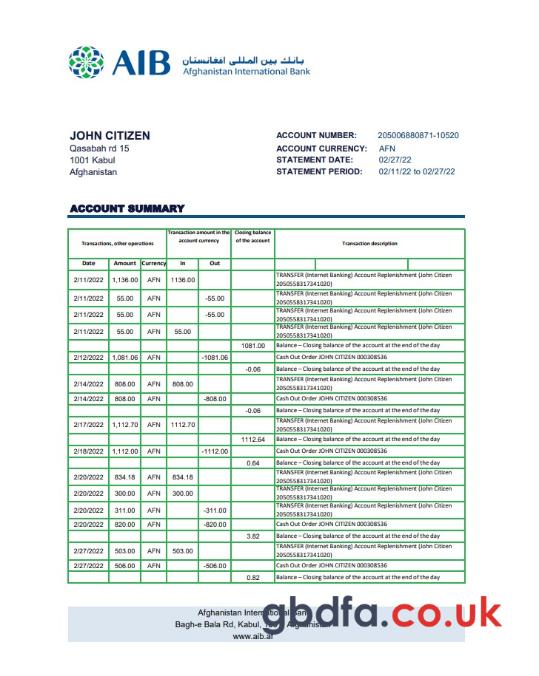 AIB
بانك بين المللى افغانستان
Afghanistan International Bank
JOHN CITIZEN
Qasabah rd 15
1001 Kabul
Afghanistan
ACCOUNT NUMBER: 205006880871-10520
ACCOUNT CURRENCY: AFN
STATEMENT DATE: 02/27/22
STATEMENT PERIOD: 02/11/22 to 02/27/22
ACCOUNT SUMMARY
Transactions, other operations Transaction amount in the account currency Closing balance of the account Transaction description
Date Amount Currency In Out
2/11/2022 1,136.00 AFN 1136.00 TRANSFER (Internet Banking) Account Replenishment (John Citizen 2050558317341020)
2/11/2022 55.00 AFN -55.00 TRANSFER (Internet Banking) Account Replenishment (John Citizen 2050558317341020)
2/11/2022 55.00 AFN -55.00 TRANSFER (Internet Banking) Account Replenishment (John Citizen 2050558317341020)
2/11/2022 55.00 AFN 55.00 TRANSFER (Internet Banking) Account Replenishment (John Citizen 2050558317341020)
1081.00 Balance – Closing balance of the account at the end of the day
2/12/2022 1,081.06 AFN -1081.06 Cash Out Order JOHN CITIZEN 000308536
-0.06 Balance – Closing balance of the account at the end of the day
2/14/2022 808.00 AFN 808.00 TRANSFER (Internet Banking) Account Replenishment (John Citizen 2050558317341020)
2/14/2022 808.00 AFN -808.00 Cash Out Order JOHN CITIZEN 000308536
-0.06 Balance – Closing balance of the account at the end of the day
2/17/2022 1,112.70 AFN 1112.70 TRANSFER (Internet Banking) Account Replenishment (John Citizen 2050558317341020)
1112.64 Balance – Closing balance of the account at the end of the day
2/18/2022 1,112.00 AFN -1112.00 Cash Out Order JOHN CITIZEN 000308536
0.64 Balance – Closing balance of the account at the end of the day
2/20/2022 834.18 AFN 834.18 TRANSFER (Internet Banking) Account Replenishment (John Citizen 2050558317341020)
2/20/2022 300.00 AFN 300.00 TRANSFER (Internet Banking) Account Replenishment (John Citizen 2050558317341020)
2/20/2022 311.00 AFN -311.00 TRANSFER (Internet Banking) Account Replenishment (John Citizen 2050558317341020)
2/20/2022 820.00 AFN -820.00 Cash Out Order JOHN CITIZEN 000308536
3.82 Balance – Closing balance of the account at the end of the day
2/27/2022 503.00 AFN 503.00 TRANSFER (Internet Banking) Account Replenishment (John Citizen 2050558317341020)
2/27/2022 506.00 AFN -506.00 Cash Out Order JOHN CITIZEN 000308536
0.82 Balance – Closing balance of the account at the end of the day
Afghanistan International Bank
Bagh-e Bala Rd, Kabul, Afghanistan
www.aib.af
gbdfa.co.uk